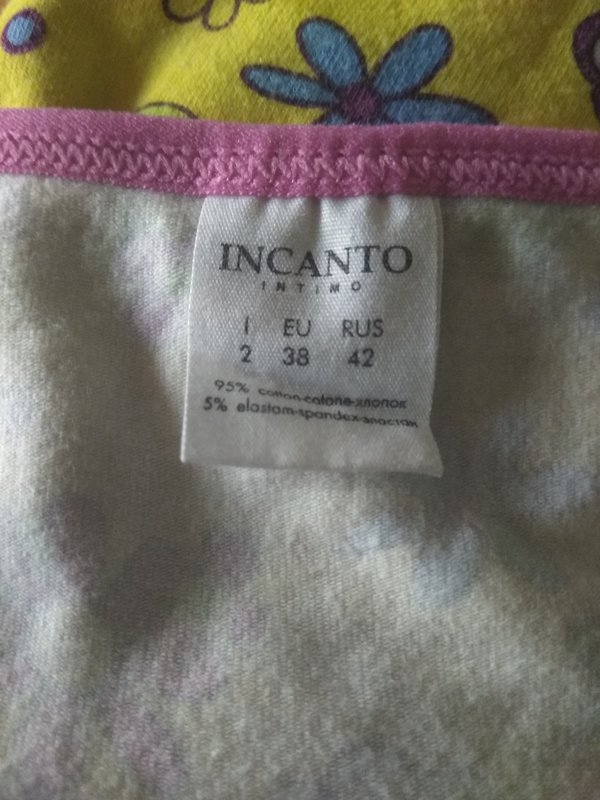 INCANTO
INTIMO
I EU RUS
2 38 42
95% cotton-cotone-хлопок
5% elastam-spandex-эластан